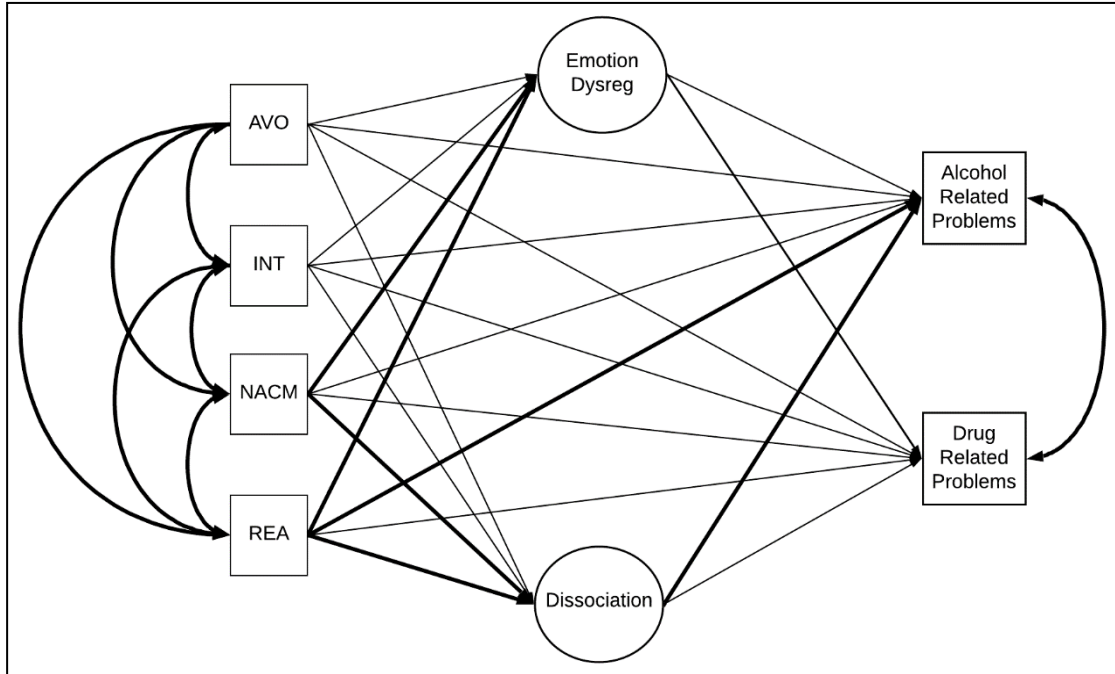 Emotion
Dysreg
AVO
Alcohol
Related
Problems
INT
NACM
Drug
Related
Problems
REA
Dissociation